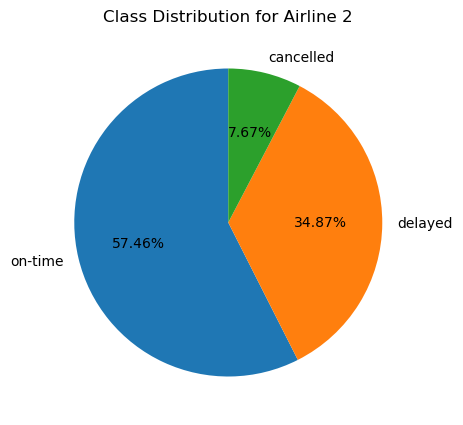 Class Distribution for Airline 2
cancelled
7.67%
34.87%
delayed
57.46%
on-time